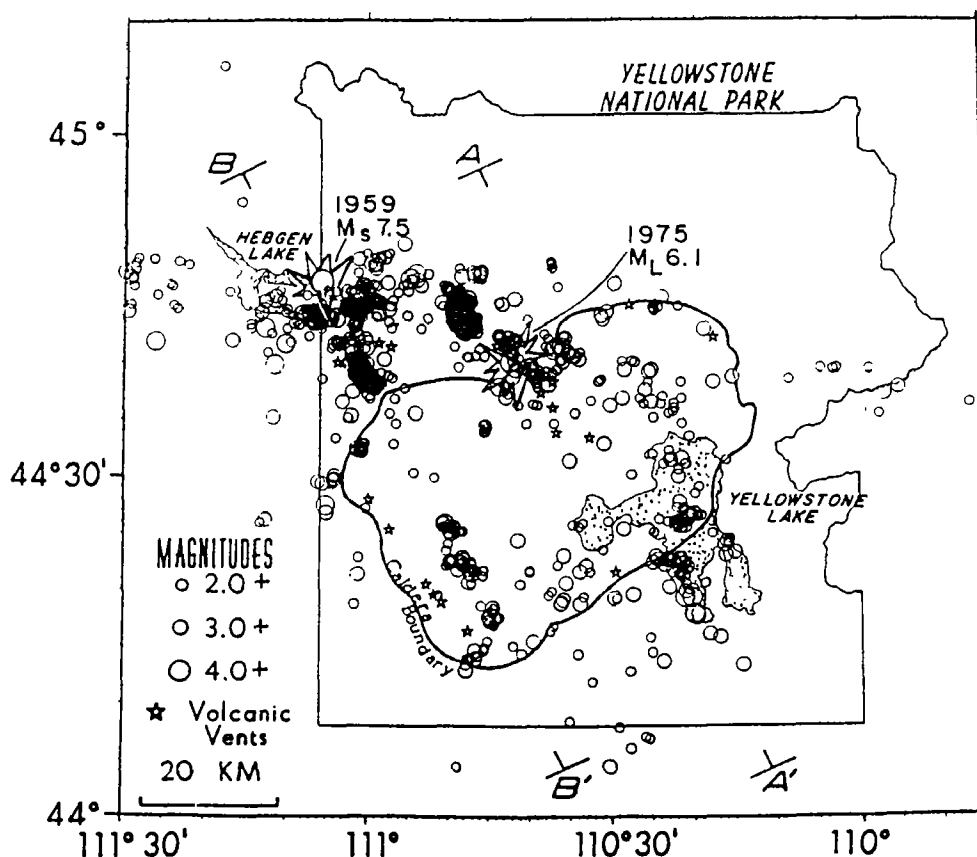 YELLOWSTONE
NATIONAL PARK
45°
B
A
1959
Ms 7.5
HEBGEN
LAKE
1975
ML 6.1
44°30'
YELLOWSTONE
LAKE
MAGNITUDES
2.0+
3.0+
4.0+
Volcanic
Vents
20 KM
Caldera
Boundary
B'
A'
44°
111°30'
111°
110°30'
110°